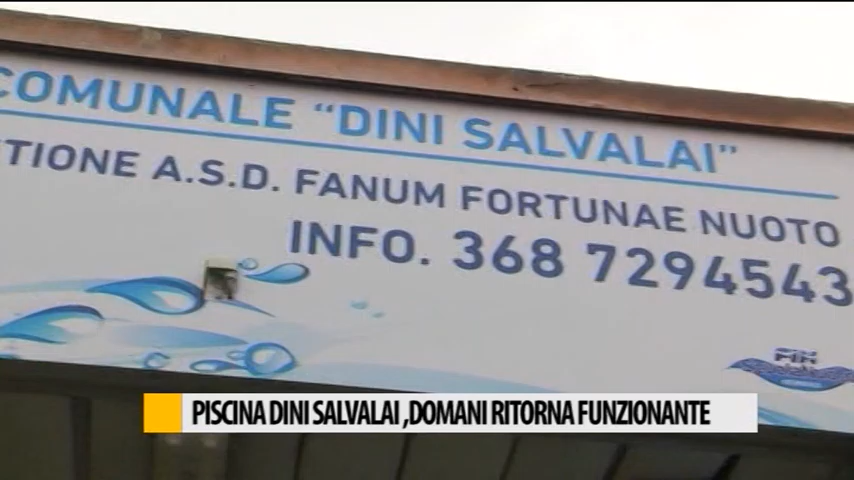 COMUNALE “DINI SALVALAI”
TIONE A.S.D. FANUM FORTUNAE NUOTO
INFO. 368 7294543
PISCINA DINI SALVALAI ,DOMANI RITORNA FUNZIONANTE